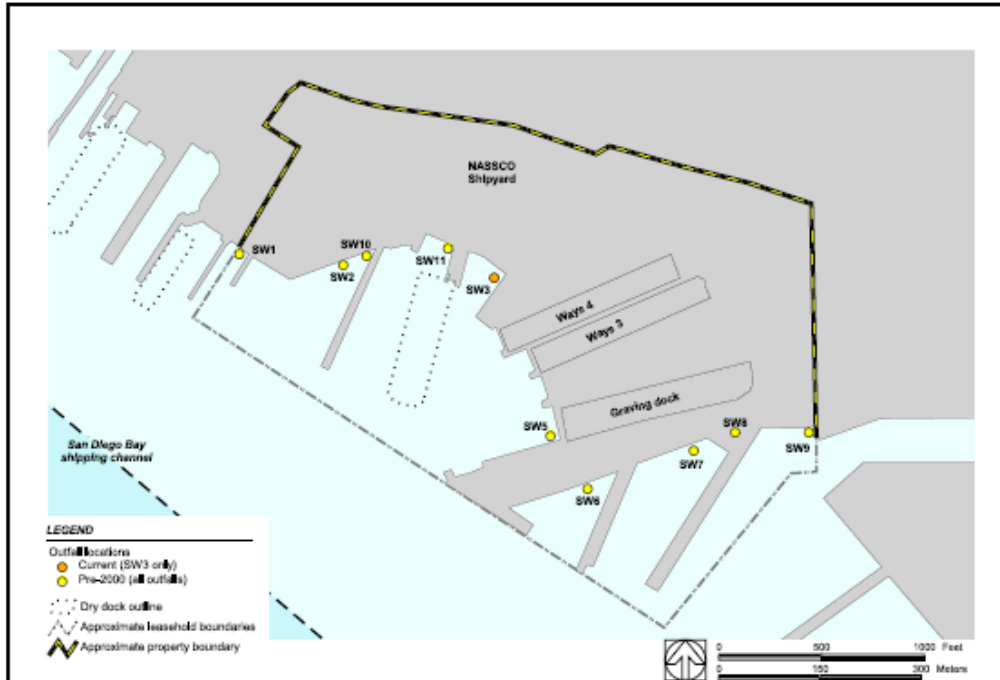 NASSCO
Shipyard
SW1
SW10
SW2
SW11
SW3
Ways 4
Ways 3
Graving dock
SW5
SW8
SW9
SW7
SW6
San Diego Bay
shipping channel
LEGEND
Outfall locations
Current (SW3 only)
Pre-2000 (all outfalls)
Dry dock outline
Approximate leasehold boundaries
Approximate property boundary
0 500 1000 Feet
0 150 300 Meters